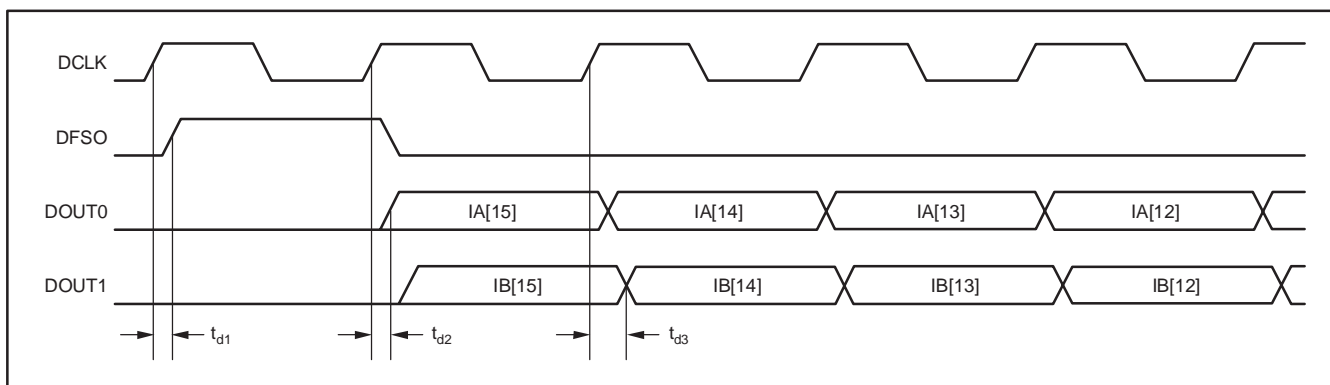 DCLK
DFSO
DOUT0 IA[15] IA[14] IA[13] IA[12]
DOUT1 IB[15] IB[14] IB[13] IB[12]
td1 td2 td3